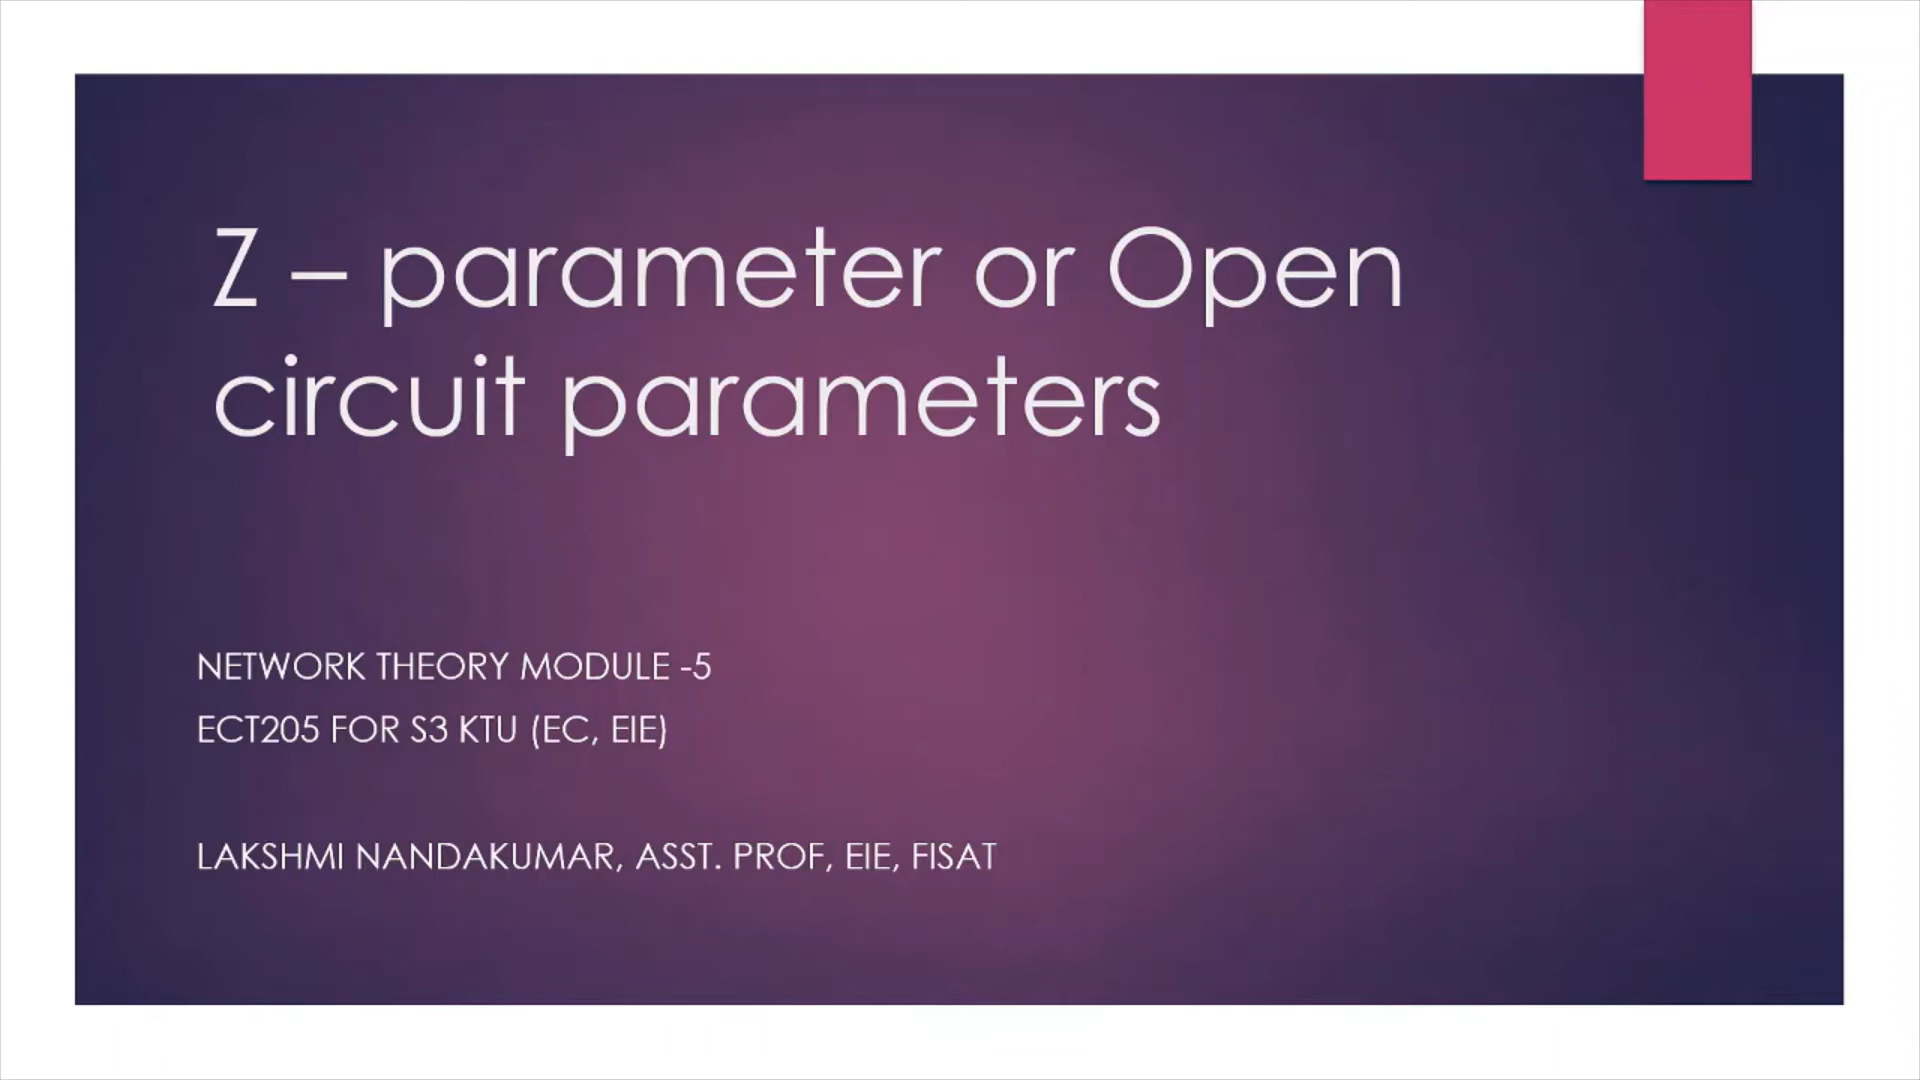 Z – parameter or Open
circuit parameters
NETWORK THEORY MODULE -5
ECT205 FOR S3 KTU (EC, EIE)
LAKSHMI NANDAKUMAR, ASST. PROF, EIE, FISAT